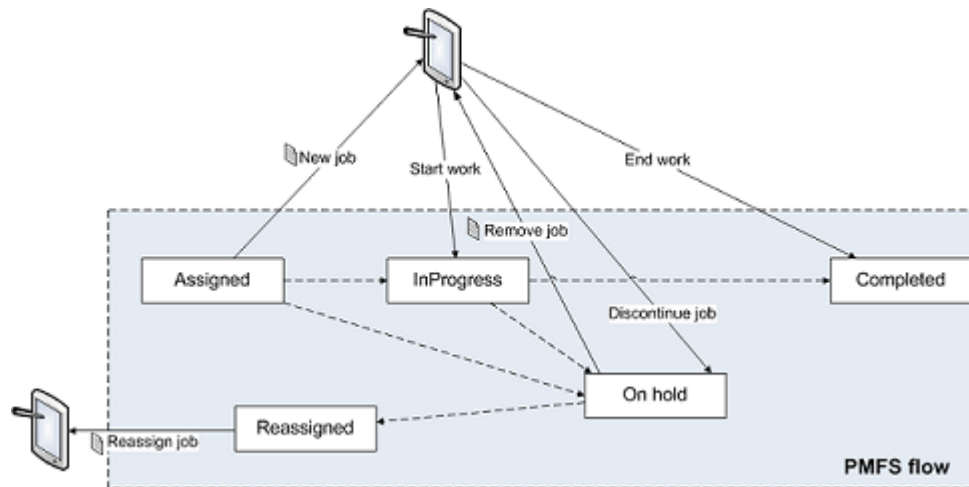 New job
Start work
End work
Remove job
Assigned
InProgress
Completed
Discontinue job
On hold
Reassigned
Reassign job
PMFS flow